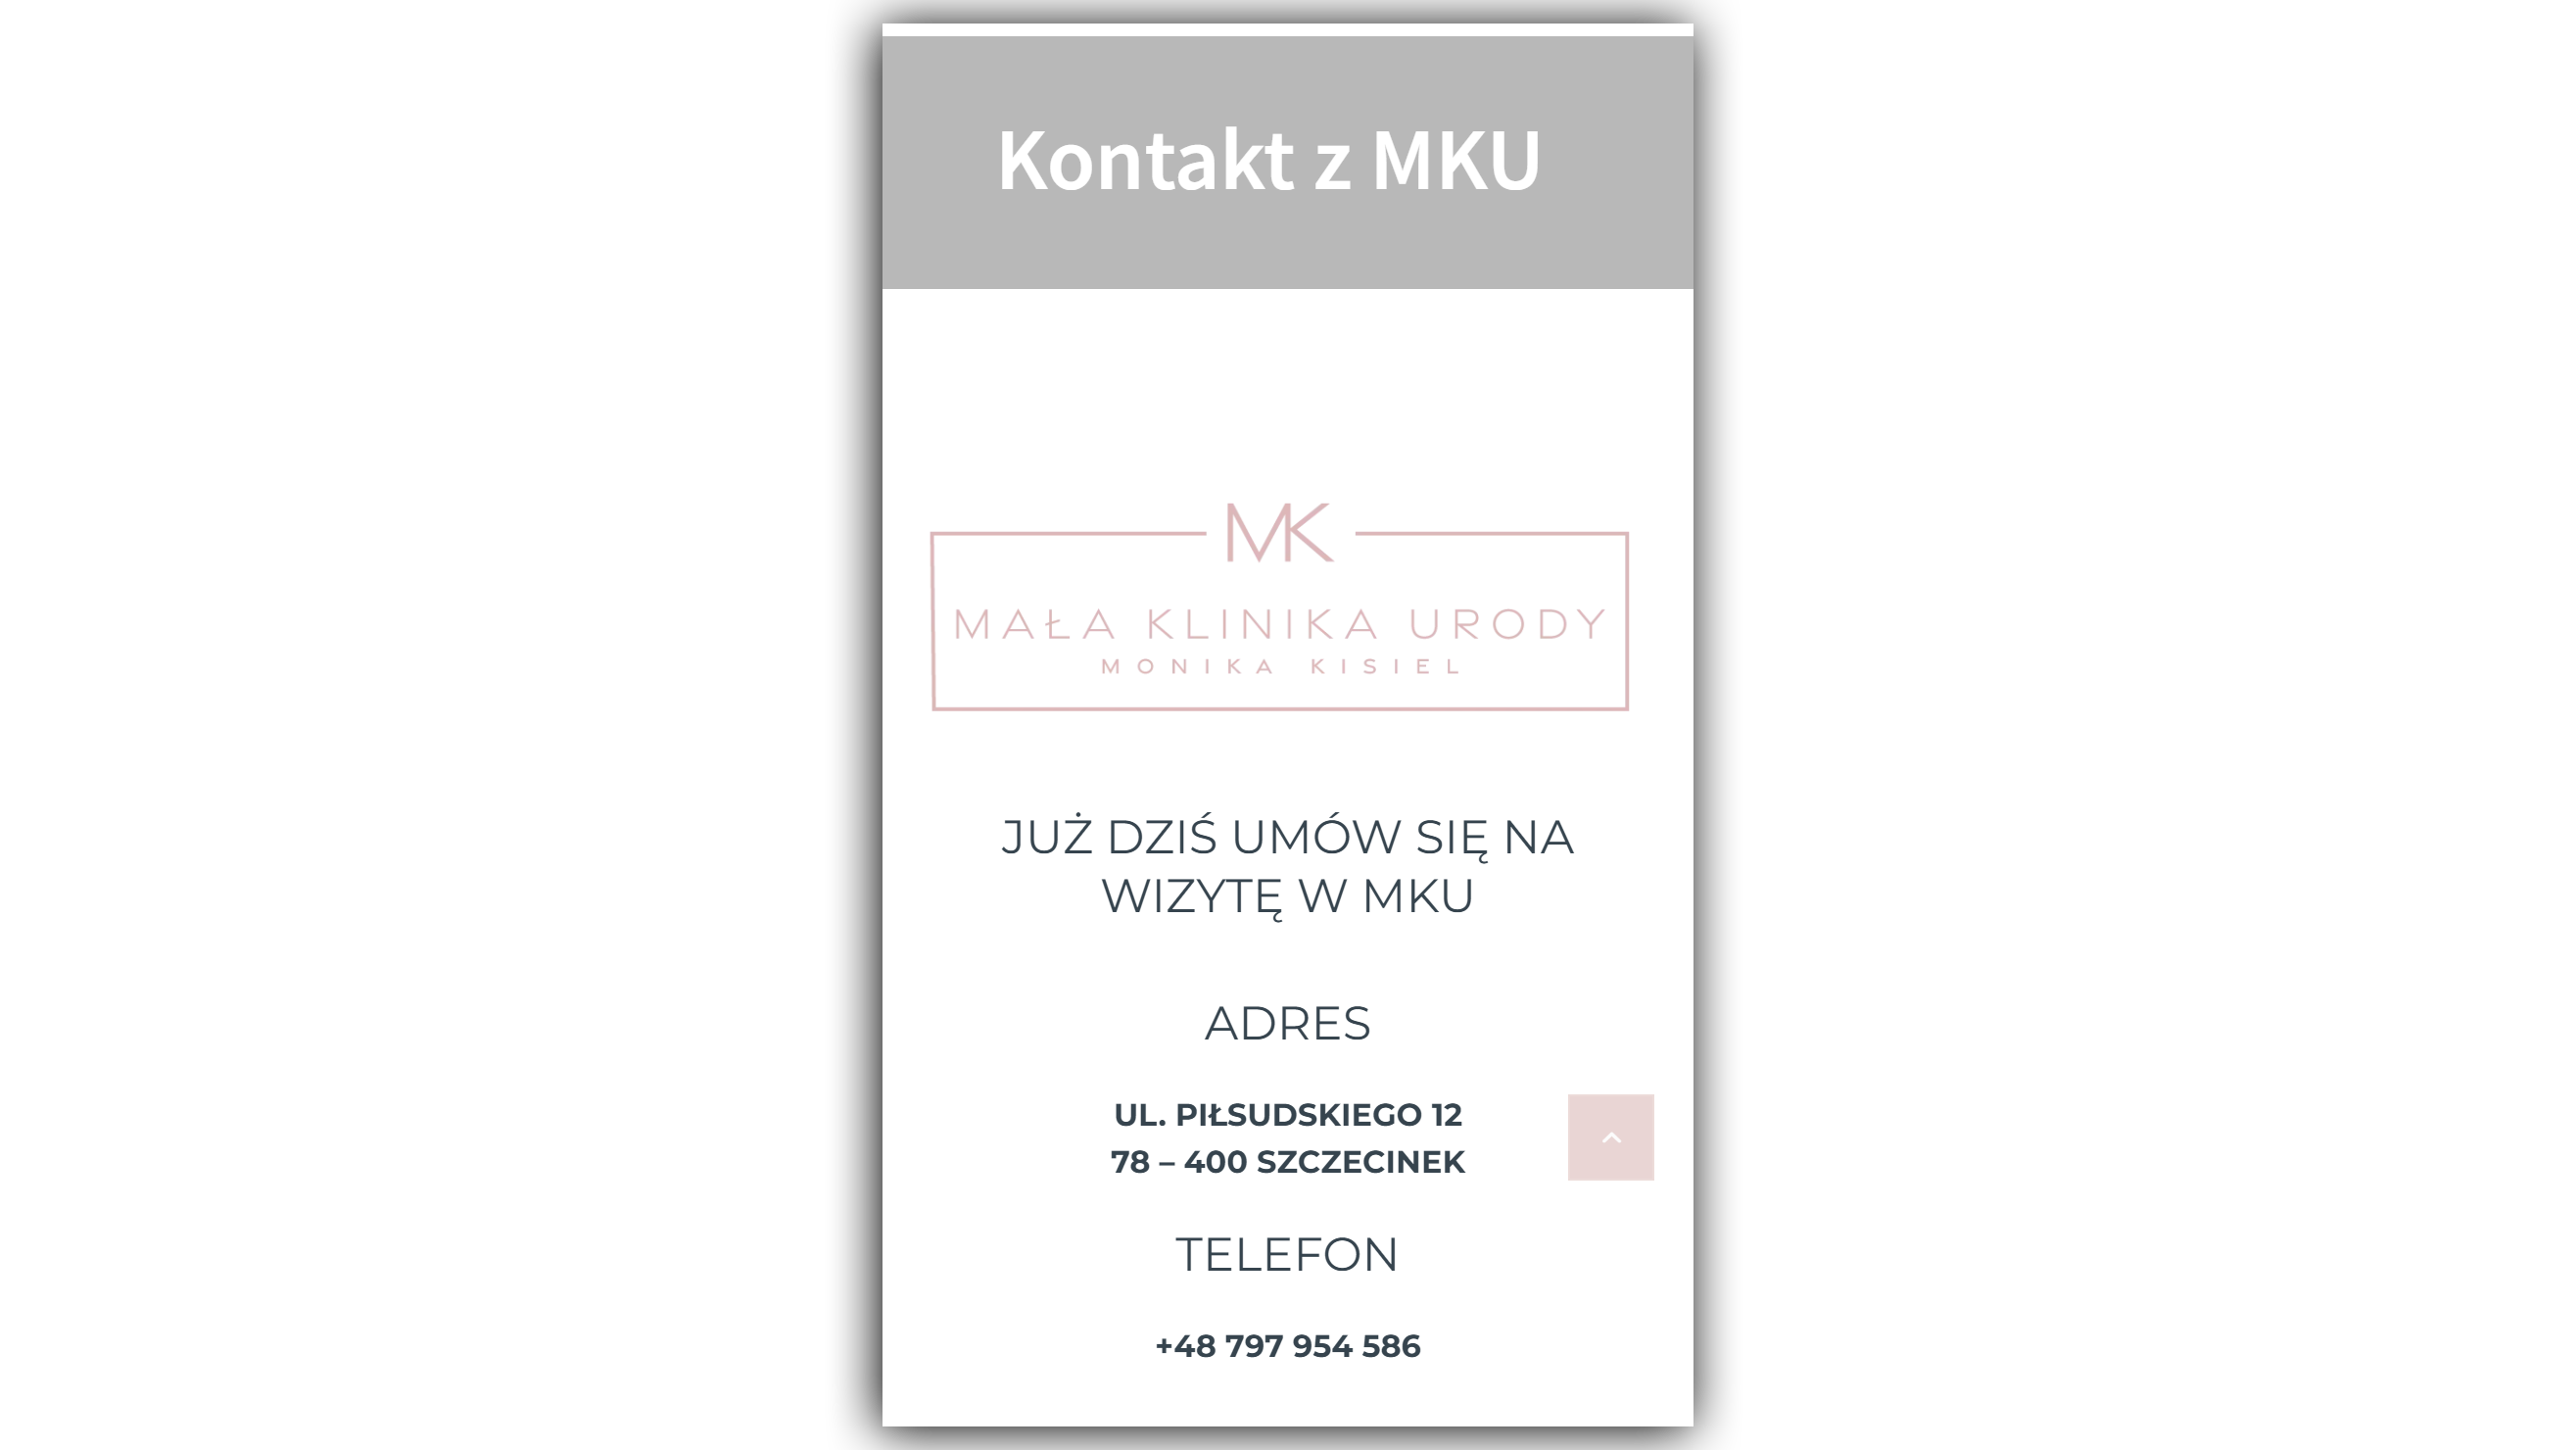 Kontakt z MKU
MK
MAŁA KLINIKA URODY
MONIKA KISIEL
JUŻ DZIŚ UMÓW SIĘ NA
WIZYTĘ W MKU
ADRES
UL. PIŁSUDSKIEGO 12
78 – 400 SZCZECINEK
TELEFON
+48 797 954 586